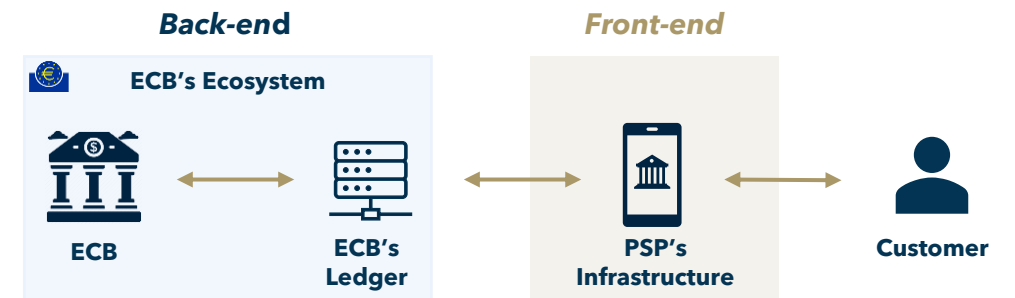 Back-end
Front-end
ECB's Ecosystem
ECB
ECB's
Ledger
PSP's
Infrastructure
Customer